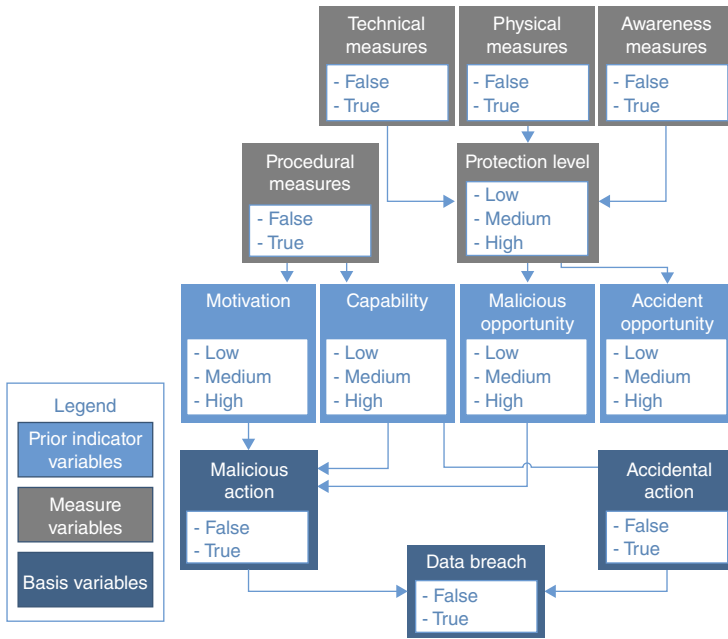 Technical
measures
- False
- True
Physical
measures
- False
- True
Awareness
measures
- False
- True
Procedural
measures
- False
- True
Protection level
- Low
- Medium
- High
Motivation
- Low
- Medium
- High
Capability
- Low
- Medium
- High
Malicious
opportunity
- Low
- Medium
- High
Accident
opportunity
- Low
- Medium
- High
Legend
Prior indicator
variables
Measure
variables
Basis variables
Malicious
action
- False
- True
Accidental
action
- False
- True
Data breach
- False
- True